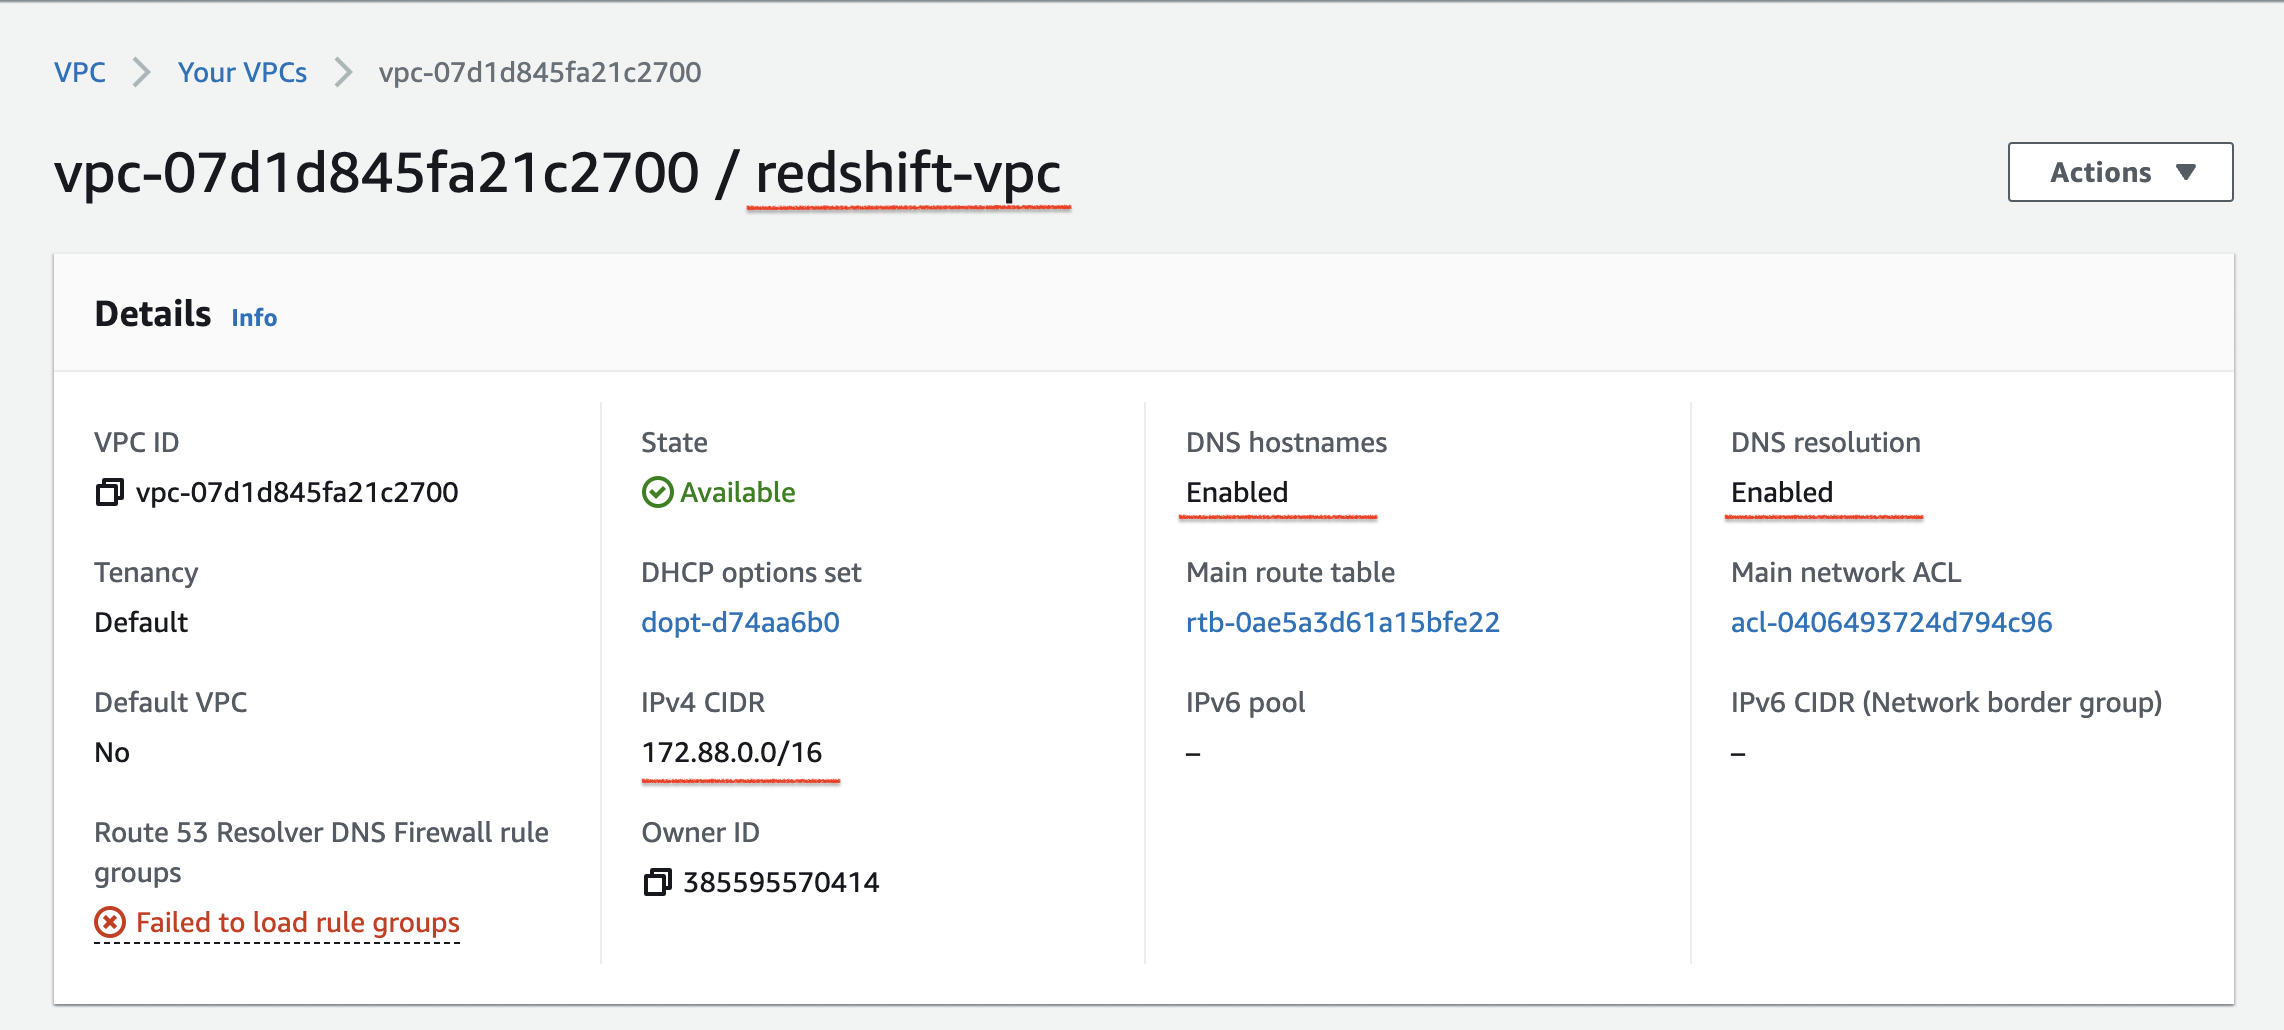 VPC > Your VPCs > vpc-07d1d845fa21c2700
vpc-07d1d845fa21c2700 / redshift-vpc
Actions ▼
Details Info
VPC ID
vpc-07d1d845fa21c2700
State
Available
DNS hostnames
Enabled
DNS resolution
Enabled
Tenancy
Default
DHCP options set
dopt-d74aa6b0
Main route table
rtb-0ae5a3d61a15bfe22
Main network ACL
acl-0406493724d794c96
Default VPC
No
IPv4 CIDR
172.88.0.0/16
IPv6 pool
–
IPv6 CIDR (Network border group)
–
Route 53 Resolver DNS Firewall rule
groups
Failed to load rule groups
Owner ID
385595570414